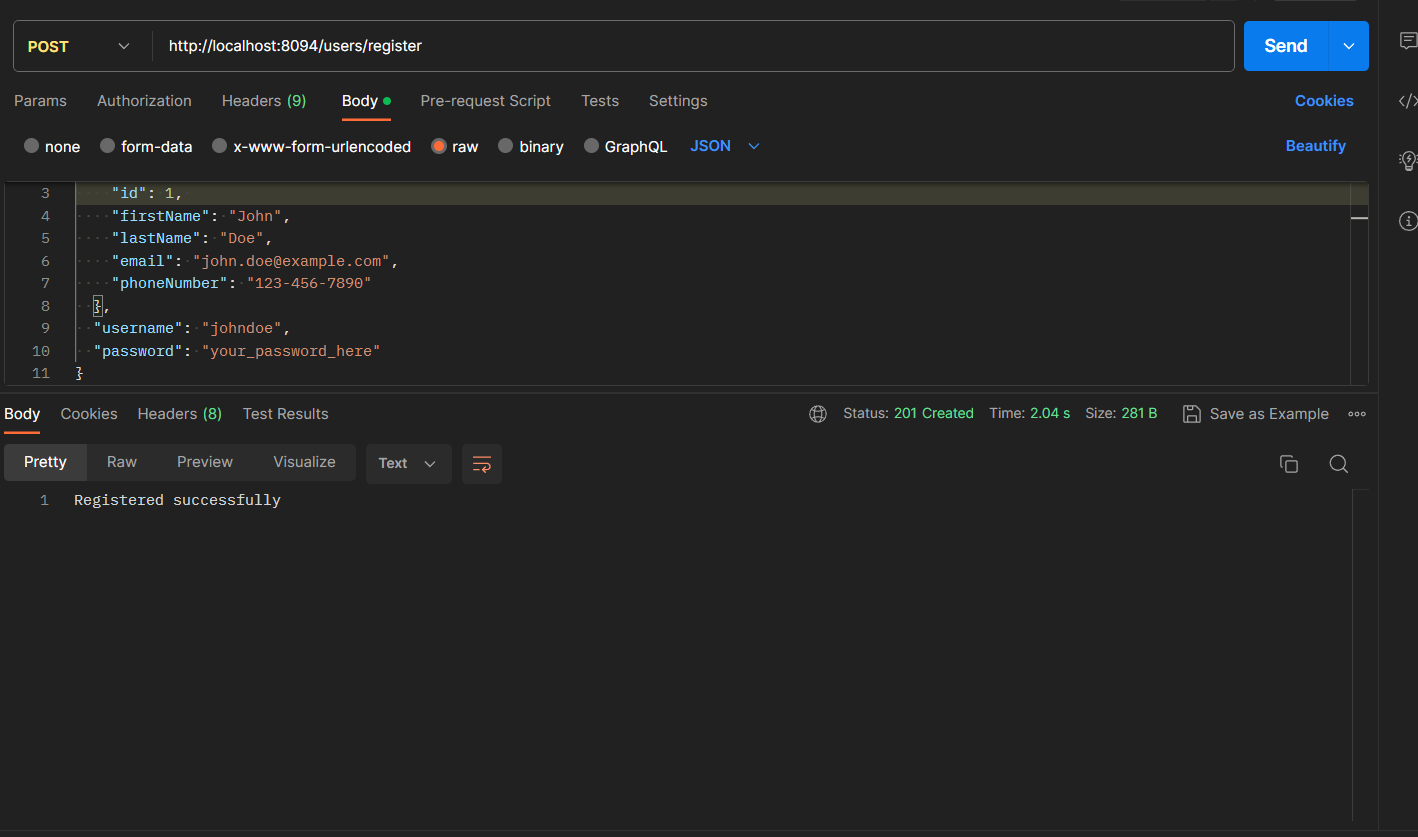 POST http://localhost:8094/users/register Send
Params Authorization Headers (9) Body Pre-request Script Tests Settings Cookies
none form-data x-www-form-urlencoded raw binary GraphQL JSON Beautify
3 "id": 1,
4 "firstName": "John",
5 "lastName": "Doe",
6 "email": "john.doe@example.com",
7 "phoneNumber": "123-456-7890"
8 },
9 "username": "johndoe",
10 "password": "your_password_here"
11 }
Body Cookies Headers (8) Test Results Status: 201 Created Time: 2.04 s Size: 281 B Save as Example
Pretty Raw Preview Visualize Text
1 Registered successfully